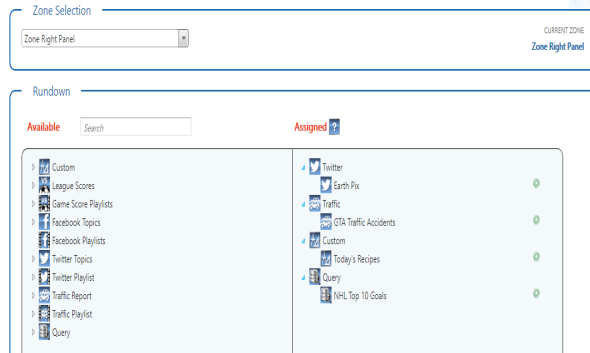 Zone Selection
Zone Right Panel
CURRENT ZONE
Zone Right Panel
Rundown
Available
Search
Assigned ?
Custom
League Scores
Game Score Playlists
Facebook Topics
Facebook Playlists
Twitter Topics
Twitter Playlist
Traffic Report
Traffic Playlist
Query
Twitter
Earth Pix
Traffic
GTA Traffic Accidents
Custom
Today's Recipes
Query
NHL Top 10 Goals